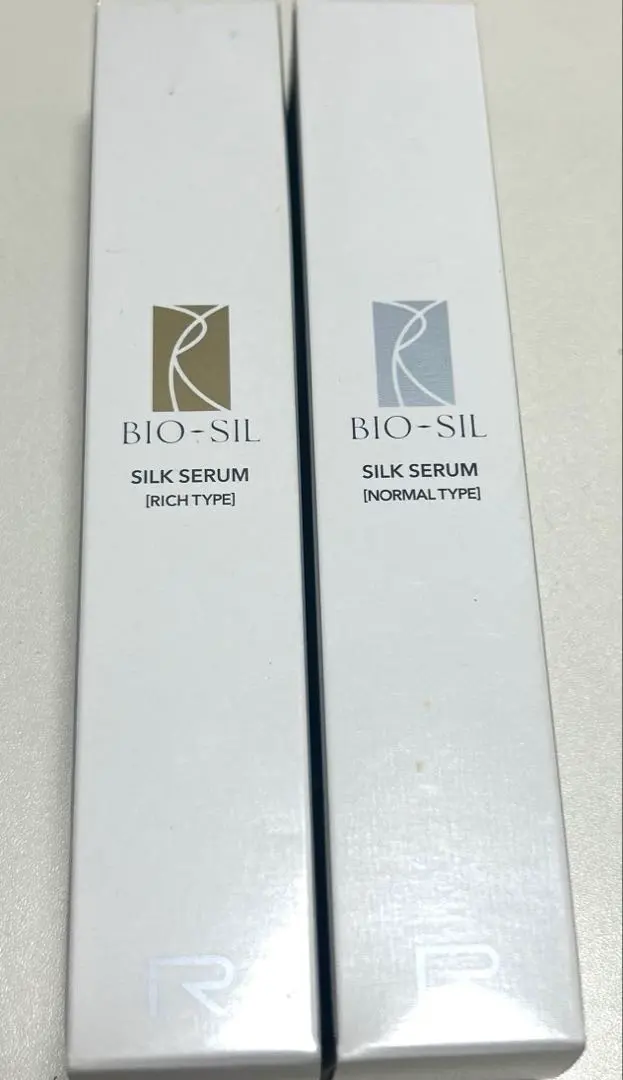 BIO-SIL
SILK SERUM
[RICH TYPE]
R
BIO-SIL
SILK SERUM
[NORMAL TYPE]
R